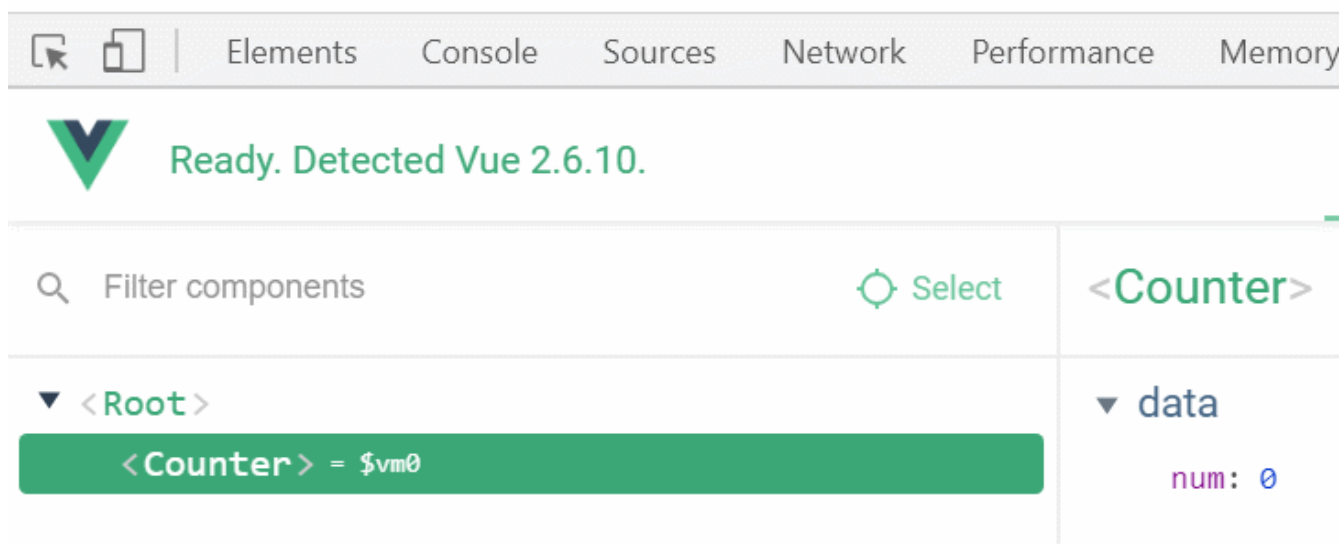 Elements Console Sources Network Performance Memory
Ready. Detected Vue 2.6.10.
Filter components Select <Counter>
<Root> data
<Counter> = $vm0
num: 0